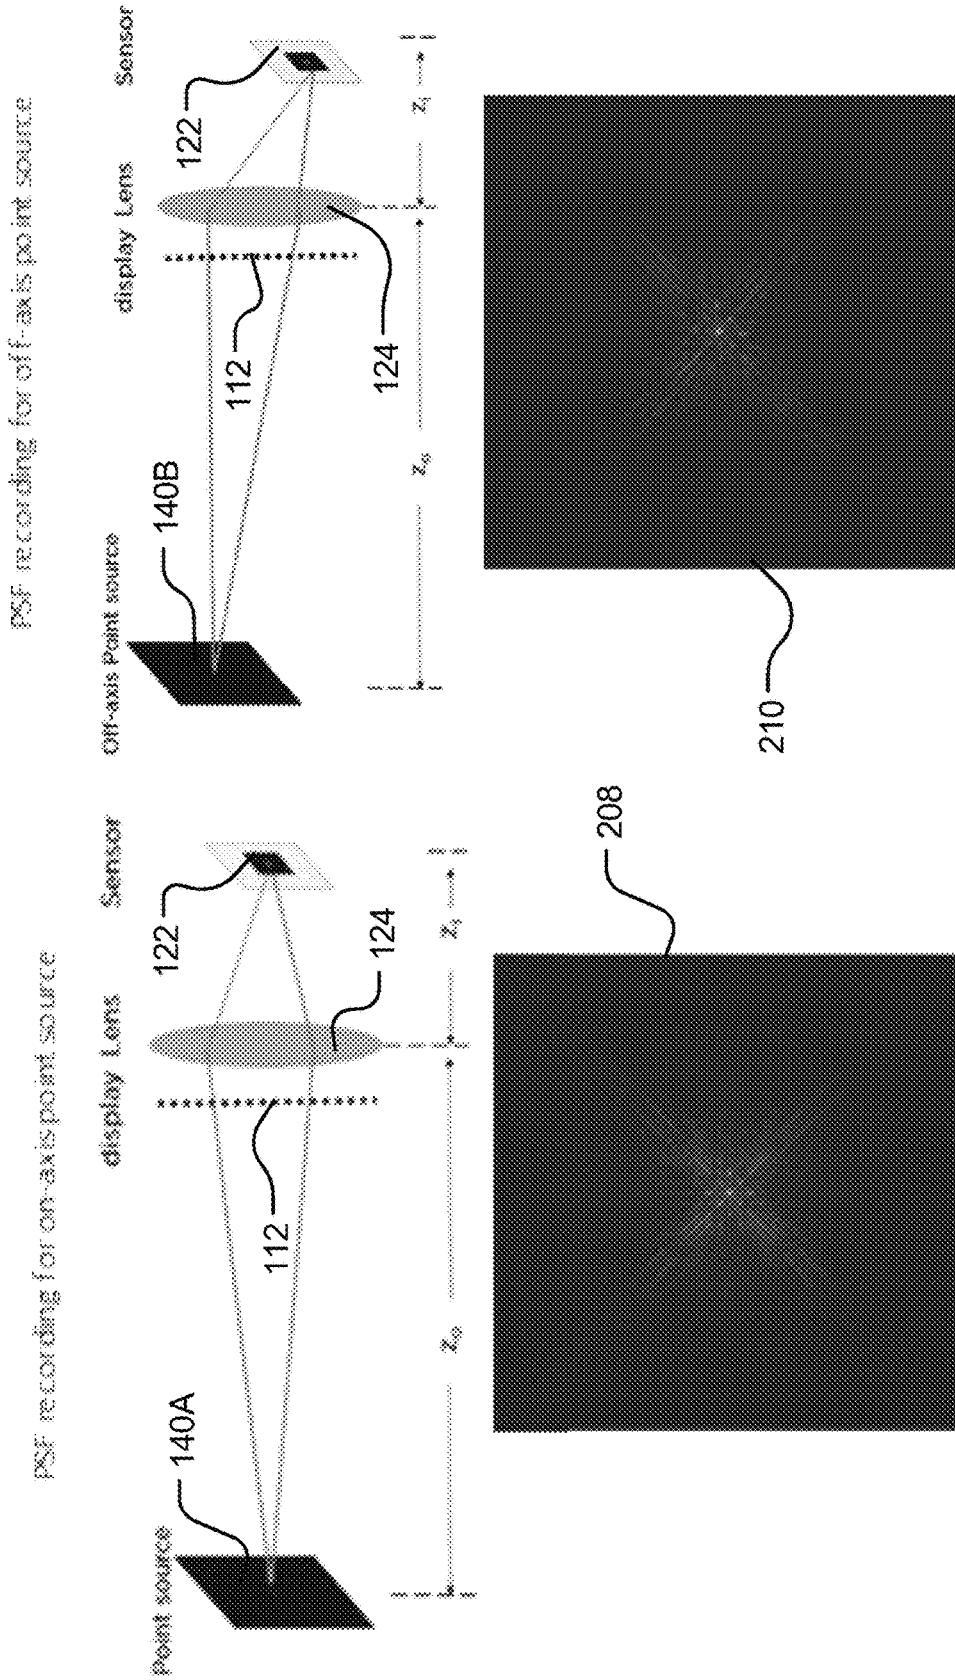 PSF recording for on-axis point source
Point source
display Lens
Sensor
140A
112
124
122
z₀
zᵢ
208
PSF recording for off-axis point source
Off-axis Point source
display Lens
Sensor
140B
112
124
122
z₀
zᵢ
210